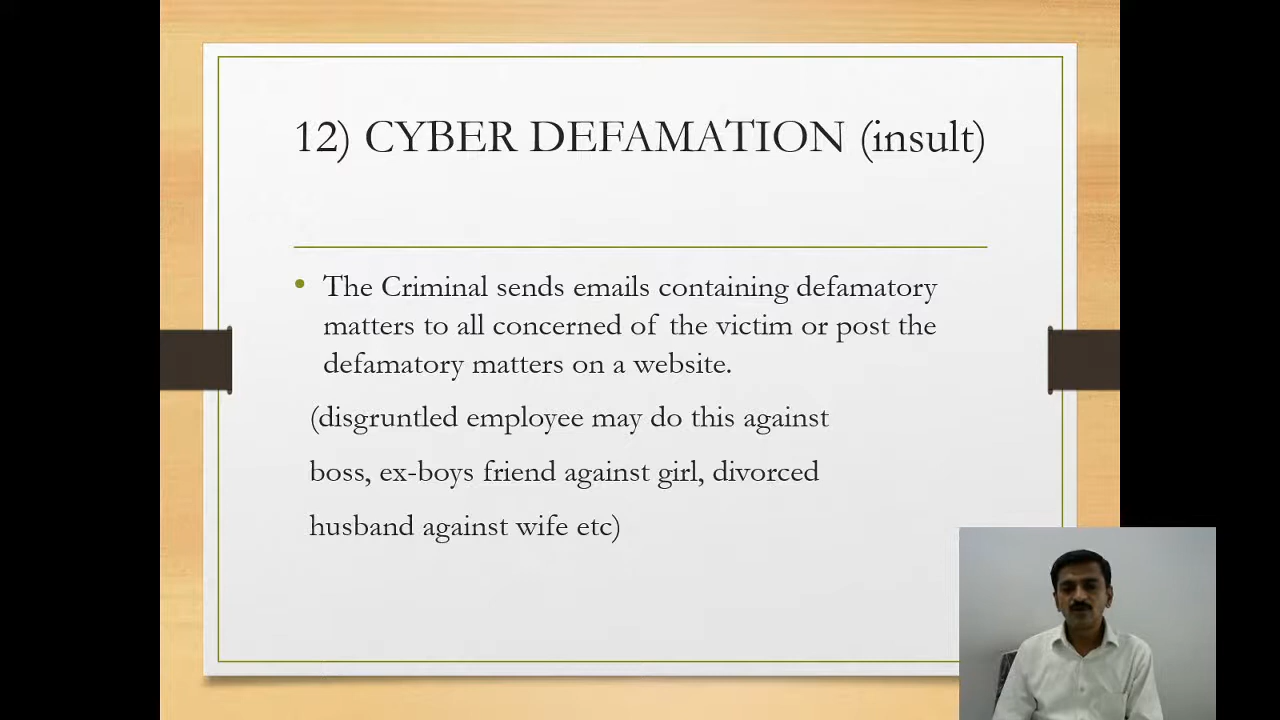 12) CYBER DEFAMATION (insult)
• The Criminal sends emails containing defamatory
matters to all concerned of the victim or post the
defamatory matters on a website.
(disgruntled employee may do this against
boss, ex-boys friend against girl, divorced
husband against wife etc)